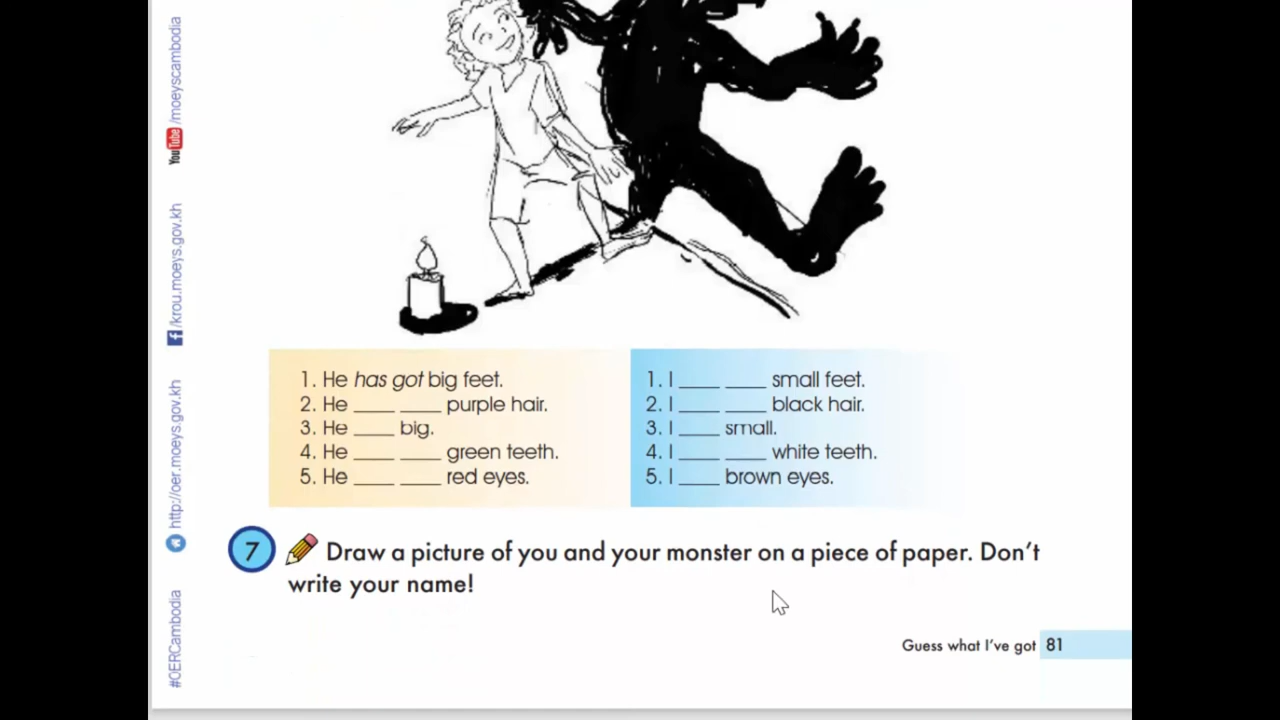 YouTube /moeyscambodia
f /krou.moeys.gov.kh
http://oer.moeys.gov.kh
#OERCambodia
1. He has got big feet.
2. He ____ ____ purple hair.
3. He ____ big.
4. He ____ ____ green teeth.
5. He ____ ____ red eyes.
1. I ____ ____ small feet.
2. I ____ ____ black hair.
3. I ____ small.
4. I ____ ____ white teeth.
5. I ____ brown eyes.
7 Draw a picture of you and your monster on a piece of paper. Don't
write your name!
Guess what I've got 81